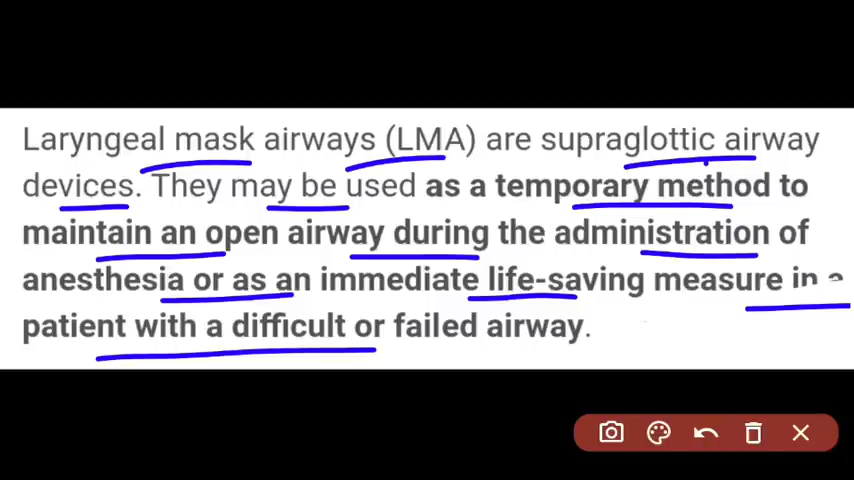 Laryngeal mask airways (LMA) are supraglottic airway
devices. They may be used as a temporary method to
maintain an open airway during the administration of
anesthesia or as an immediate life-saving measure in a
patient with a difficult or failed airway.